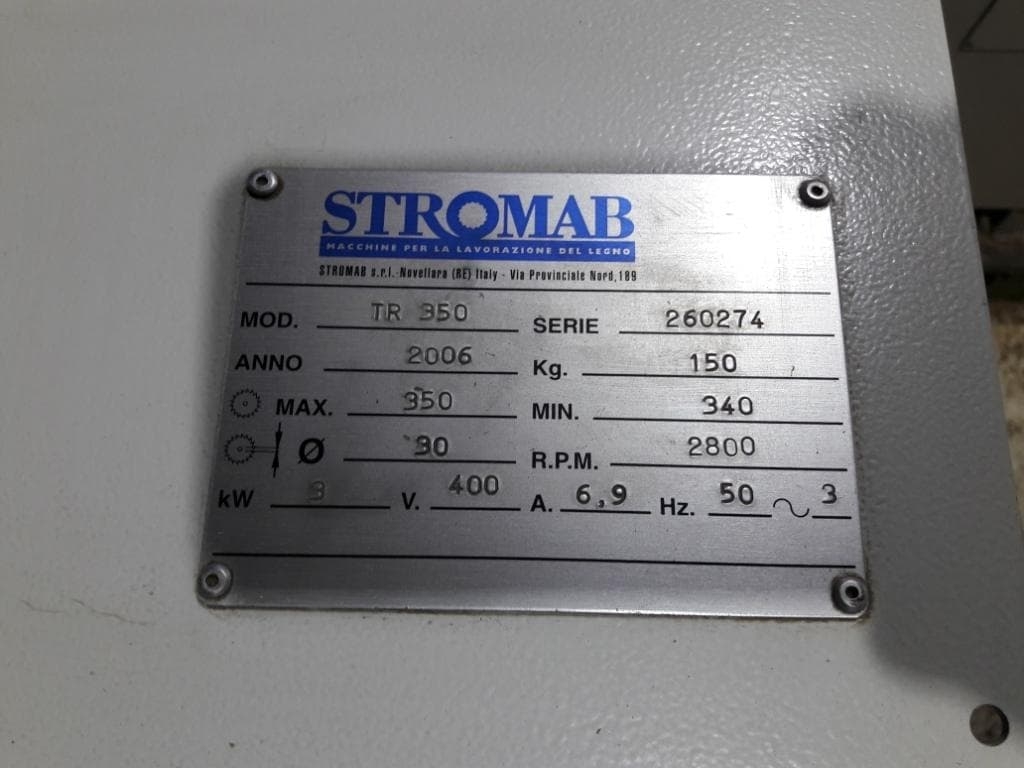 STROMAB
MACCHINE PER LA LAVORAZIONE DEL LEGNO
STROMAB s.r.l.-Novellara (RE) Italy - Via Provinciale Nord, 189
MOD. TR 350 SERIE 260274
ANNO 2006 Kg. 150
MAX. 350 MIN. 340
Ø 30 R.P.M. 2800
kW 3 V. 400 A. 6,9 Hz. 50 ~ 3